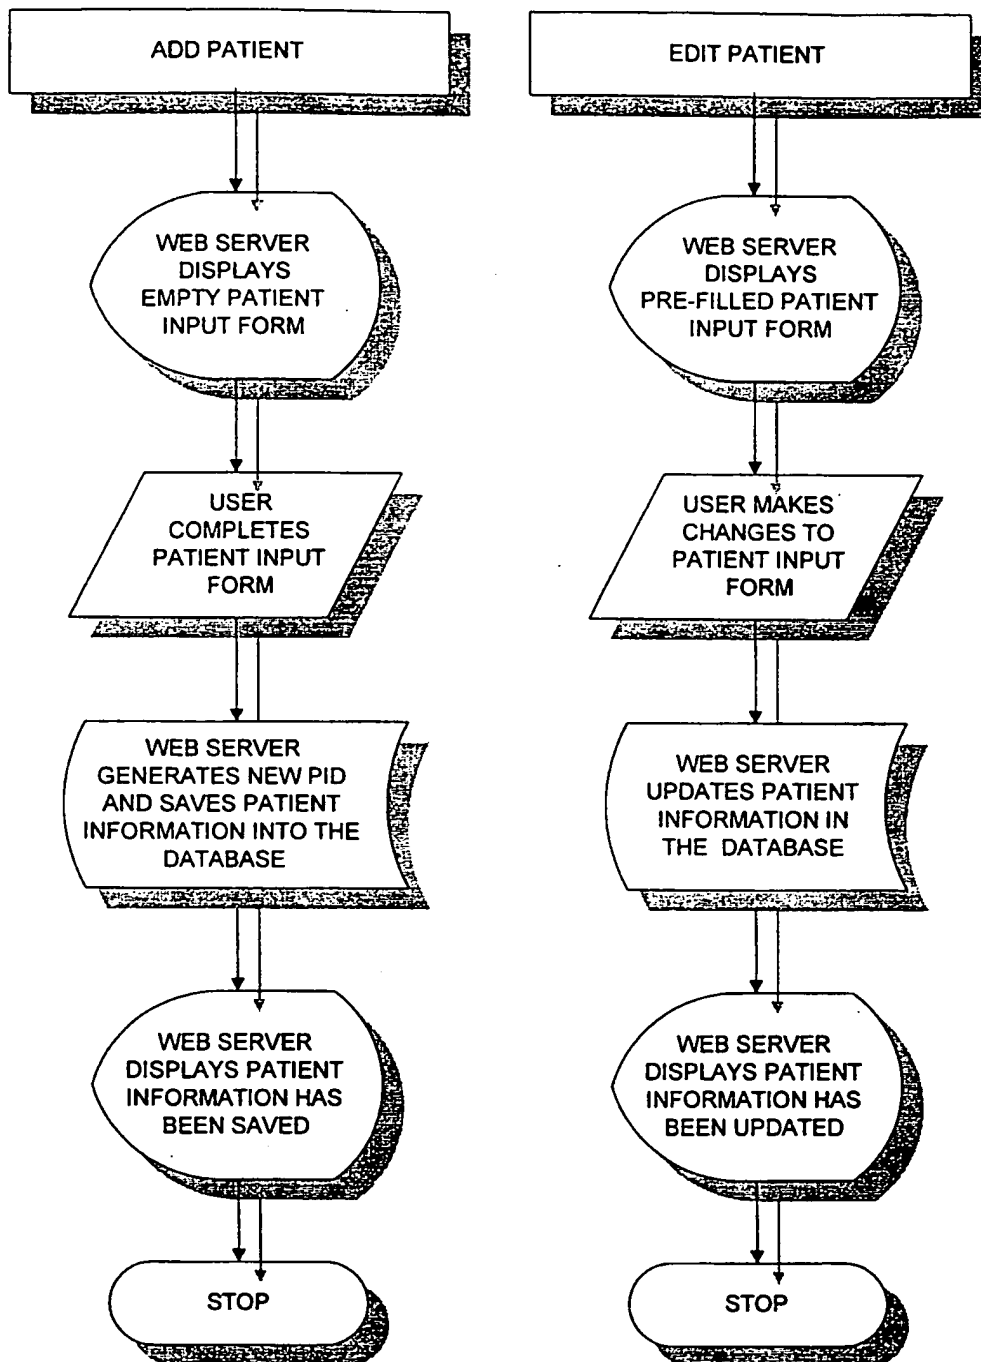 ADD PATIENT
WEB SERVER
DISPLAYS
EMPTY PATIENT
INPUT FORM
USER
COMPLETES
PATIENT INPUT
FORM
WEB SERVER
GENERATES NEW PID
AND SAVES PATIENT
INFORMATION INTO THE
DATABASE
WEB SERVER
DISPLAYS PATIENT
INFORMATION HAS
BEEN SAVED
STOP
EDIT PATIENT
WEB SERVER
DISPLAYS
PRE-FILLED PATIENT
INPUT FORM
USER MAKES
CHANGES TO
PATIENT INPUT
FORM
WEB SERVER
UPDATES PATIENT
INFORMATION IN
THE DATABASE
WEB SERVER
DISPLAYS PATIENT
INFORMATION HAS
BEEN UPDATED
STOP